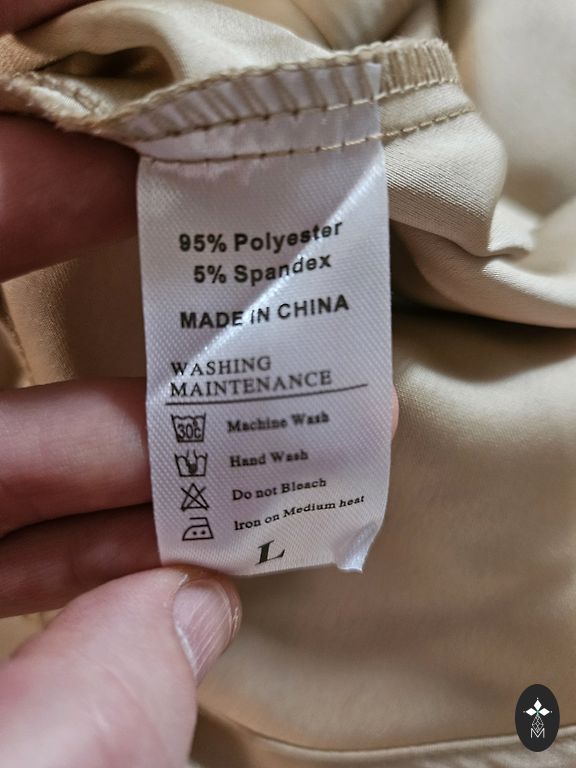 95% Polyester
5% Spandex
MADE IN CHINA
WASHING
MAINTENANCE
30c Machine Wash
Hand Wash
Do not Bleach
Iron on Medium heat
L
M